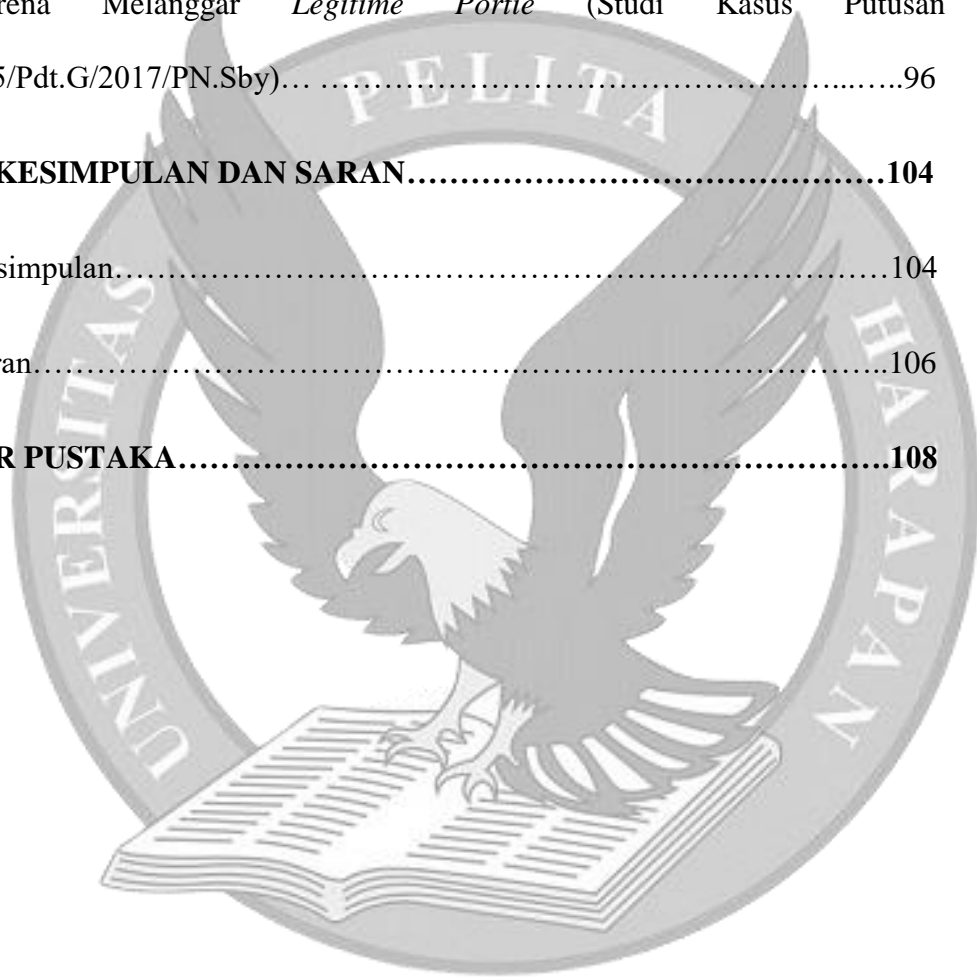 rena Melanggar Legitime Portie (Studi Kasus Putusan
5/Pdt.G/2017/PN.Sby)… …………………………………………...…..96
KESIMPULAN DAN SARAN………………………………………104
simpulan……………………………………………..…………104
ran……………………………………………………………..106
R PUSTAKA…………………………………………………….108
UNIVERSITAS PELITA HARAPAN